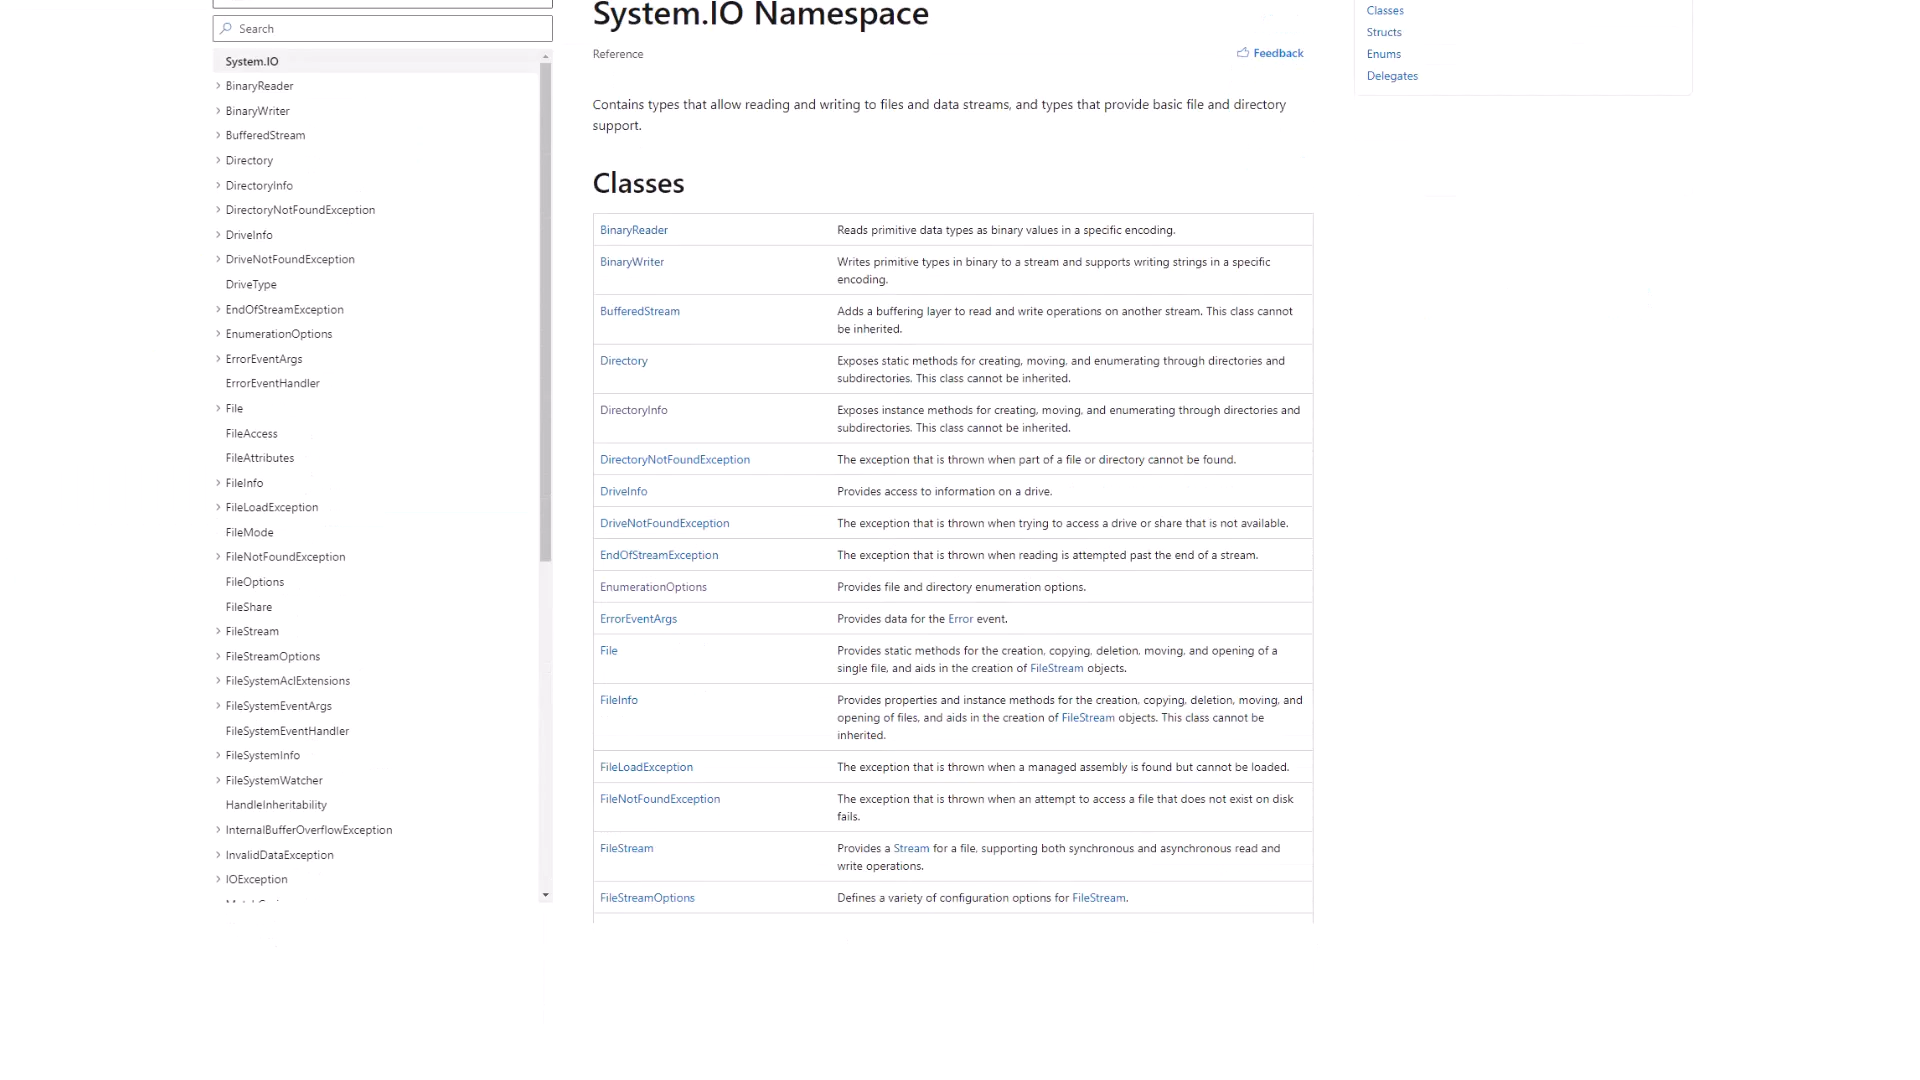 System.IO Namespace
Classes
Structs
Enums
Delegates
Search
Reference
Feedback
Contains types that allow reading and writing to files and data streams, and types that provide basic file and directory
support.
System.IO
BinaryReader
BinaryWriter
BufferedStream
Directory
DirectoryInfo
DirectoryNotFoundException
DriveInfo
DriveNotFoundException
DriveType
EndOfStreamException
EnumerationOptions
ErrorEventArgs
ErrorEventHandler
File
FileAccess
FileAttributes
FileInfo
FileLoadException
FileMode
FileNotFoundException
FileOptions
FileShare
FileStream
FileStreamOptions
FileSystemAclExtensions
FileSystemEventArgs
FileSystemEventHandler
FileSystemInfo
FileSystemWatcher
HandleInheritability
InternalBufferOverflowException
InvalidDataException
IOException
Classes
BinaryReader Reads primitive data types as binary values in a specific encoding.
BinaryWriter Writes primitive types in binary to a stream and supports writing strings in a specific
encoding.
BufferedStream Adds a buffering layer to read and write operations on another stream. This class cannot
be inherited.
Directory Exposes static methods for creating, moving, and enumerating through directories and
subdirectories. This class cannot be inherited.
DirectoryInfo Exposes instance methods for creating, moving, and enumerating through directories and
subdirectories. This class cannot be inherited.
DirectoryNotFoundException The exception that is thrown when part of a file or directory cannot be found.
DriveInfo Provides access to information on a drive.
DriveNotFoundException The exception that is thrown when trying to access a drive or share that is not available.
EndOfStreamException The exception that is thrown when reading is attempted past the end of a stream.
EnumerationOptions Provides file and directory enumeration options.
ErrorEventArgs Provides data for the Error event.
File Provides static methods for the creation, copying, deletion, moving, and opening of a
single file, and aids in the creation of FileStream objects.
FileInfo Provides properties and instance methods for the creation, copying, deletion, moving, and
opening of files, and aids in the creation of FileStream objects. This class cannot be
inherited.
FileLoadException The exception that is thrown when a managed assembly is found but cannot be loaded.
FileNotFoundException The exception that is thrown when an attempt to access a file that does not exist on disk
fails.
FileStream Provides a Stream for a file, supporting both synchronous and asynchronous read and
write operations.
FileStreamOptions Defines a variety of configuration options for FileStream.